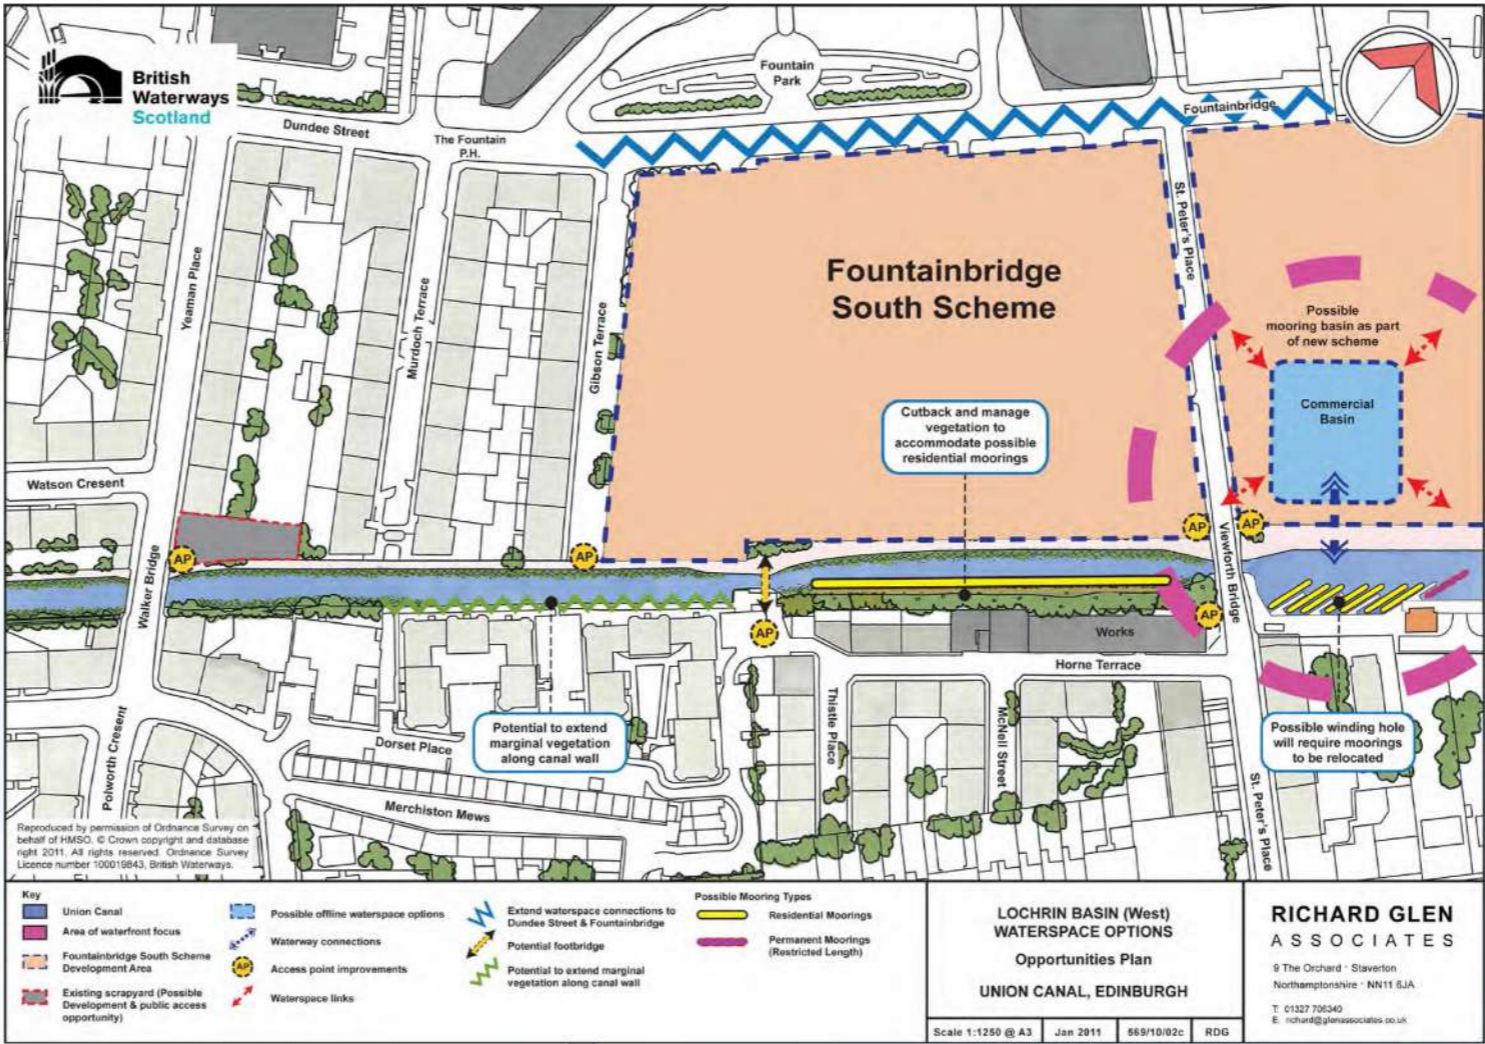 British
Waterways
Scotland
Dundee Street
The Fountain
P.H.
Fountain
Park
Fountainbridge
Yeaman Place
Murdoch Terrace
Gibson Terrace
St. Peter's Place
Fountainbridge
South Scheme
Possible
mooring basin as part
of new scheme
Commercial
Basin
Cutback and manage
vegetation to
accommodate possible
residential moorings
Watson Cresent
Walker Bridge
AP
AP
AP
AP
AP
AP
Viewforth Bridge
Works
Horne Terrace
Polworth Cresent
Dorset Place
Merchiston Mews
Potential to extend
marginal vegetation
along canal wall
Thistle Place
McNeil Street
Possible winding hole
will require moorings
to be relocated
St. Peter's Place
Reproduced by permission of Ordnance Survey on
behalf of HMSO. © Crown copyright and database
right 2011. All rights reserved. Ordnance Survey
Licence number 100019843, British Waterways.
Key
Union Canal
Area of waterfront focus
Fountainbridge South Scheme
Development Area
Existing scrapyard (Possible
Development & public access
opportunity)
Possible offline waterspace options
Waterway connections
AP
Access point improvements
Waterspace links
Extend waterspace connections to
Dundee Street & Fountainbridge
Potential footbridge
Potential to extend marginal
vegetation along canal wall
Possible Mooring Types
Residential Moorings
Permanent Moorings
(Restricted Length)
LOCHRIN BASIN (West)
WATERSPACE OPTIONS
Opportunities Plan
UNION CANAL, EDINBURGH
Scale 1:1250 @ A3
Jan 2011
569/10/02c
RDG
RICHARD GLEN
ASSOCIATES
9 The Orchard · Staverton
Northamptonshire · NN11 6JA
T: 01327 706340
E: richard@glenassociates.co.uk